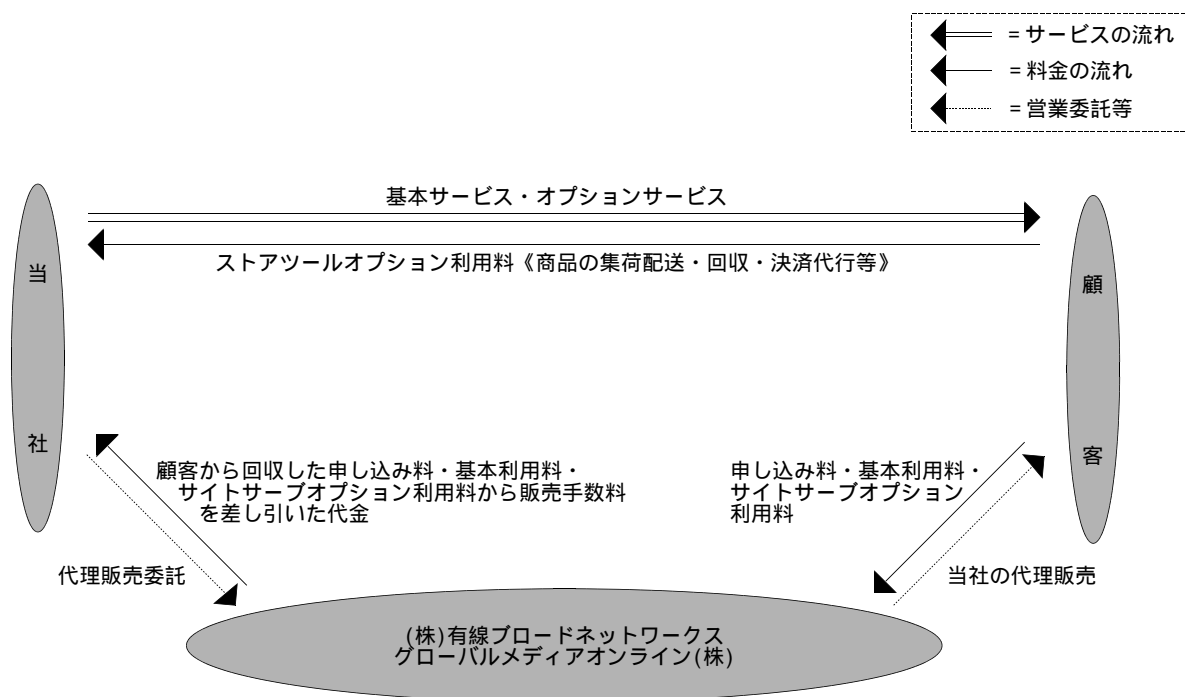 = サービスの流れ
= 料金の流れ
= 営業委託等
基本サービス・オプションサービス
ストアツールオプション利用料《商品の集荷配送・回収・決済代行等》
当
社
顧
客
顧客から回収した申し込み料・基本利用料・
サイトサーブオプション利用料から販売手数料
を差し引いた代金
申し込み料・基本利用料・
サイトサーブオプション
利用料
代理販売委託
当社の代理販売
(株)有線ブロードネットワークス
グローバルメディアオンライン(株)